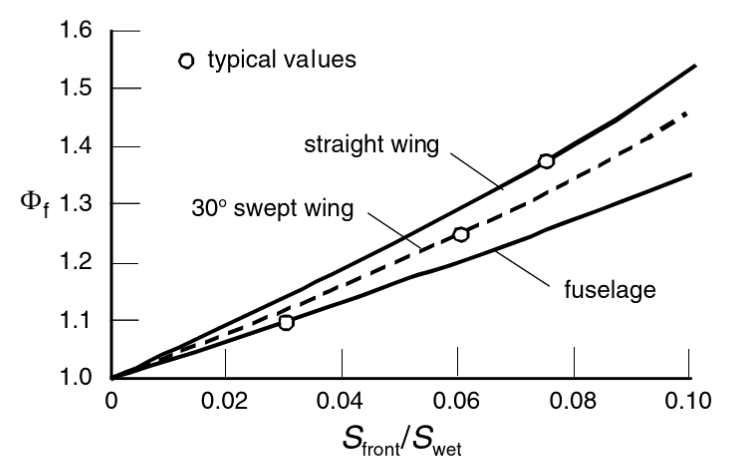 1.6
typical values
1.5
1.4
straight wing
Φf 1.3
30° swept wing
1.2
fuselage
1.1
1.0
0 0.02 0.04 0.06 0.08 0.10
Sfront/Swet